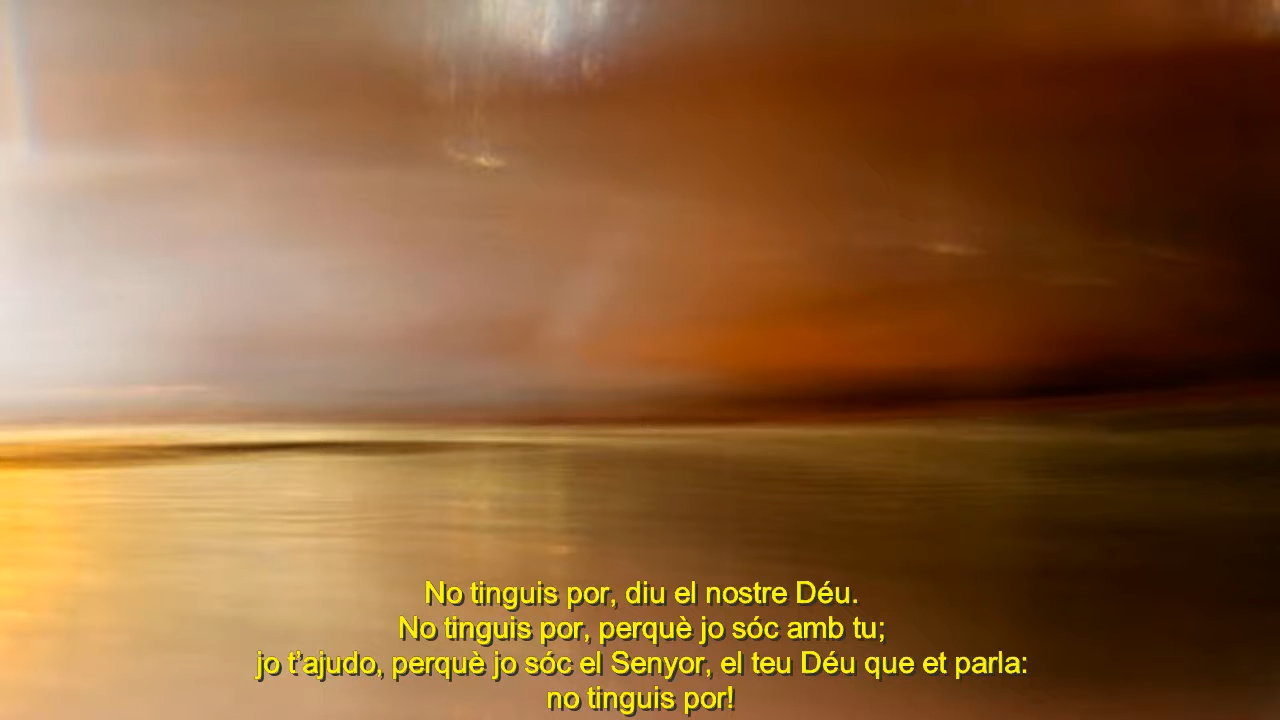 No tinguis por, diu el nostre Déu.
No tinguis por, perquè jo sóc amb tu;
jo t’ajudo, perquè jo sóc el Senyor, el teu Déu que et parla:
no tinguis por!